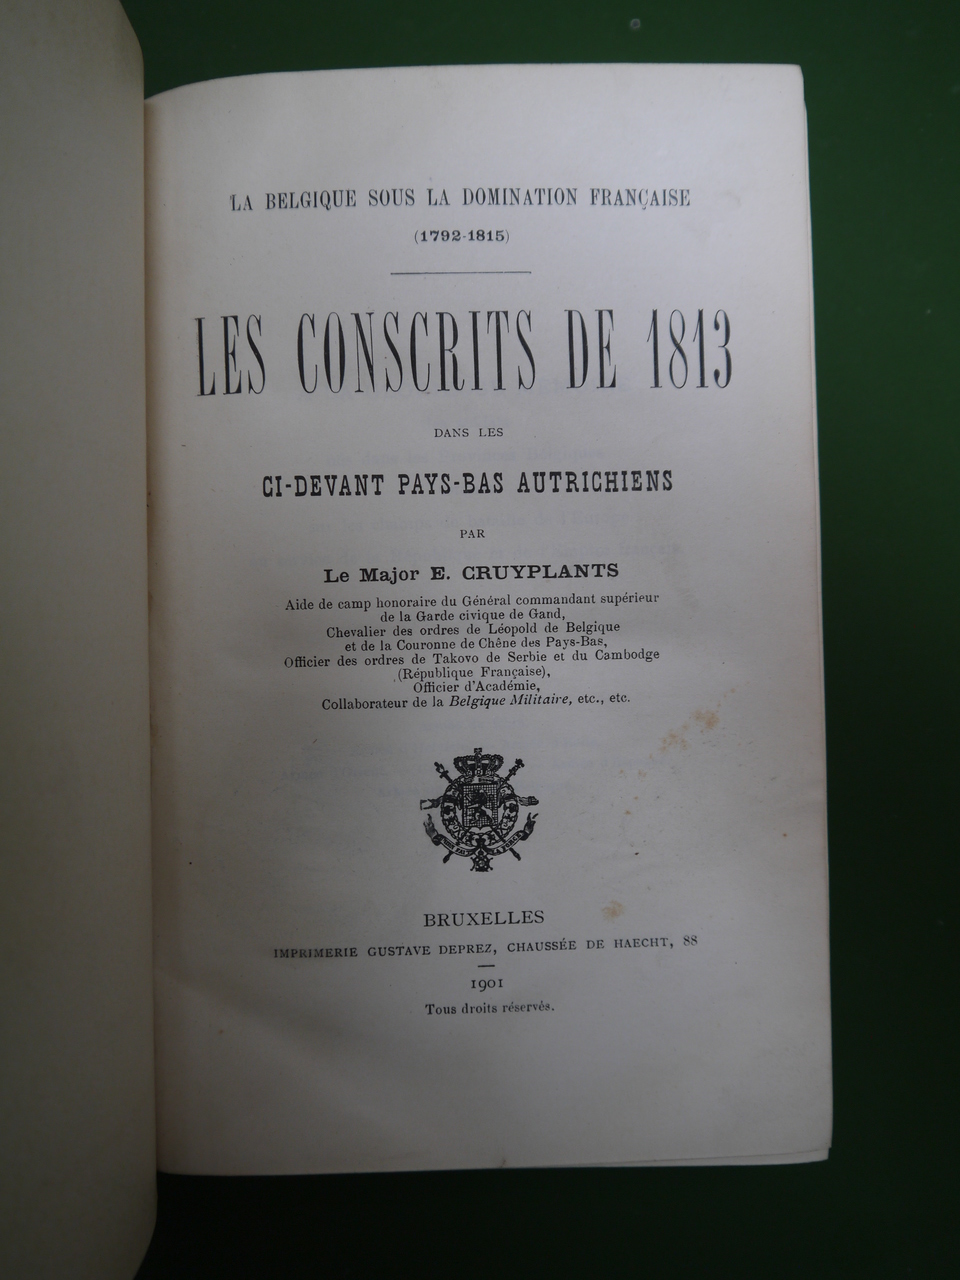 LA BELGIQUE SOUS LA DOMINATION FRANÇAISE
(1792-1815)
LES CONSCRITS DE 1813
DANS LES
CI-DEVANT PAYS-BAS AUTRICHIENS
PAR
Le Major E. CRUYPLANTS
Aide de camp honoraire du Général commandant supérieur
de la Garde civique de Gand,
Chevalier des ordres de Léopold de Belgique
et de la Couronne de Chêne des Pays-Bas,
Officier des ordres de Takovo de Serbie et du Cambodge
(République Française),
Officier d'Académie,
Collaborateur de la Belgique Militaire, etc., etc.
BRUXELLES
IMPRIMERIE GUSTAVE DEPREZ, CHAUSSÉE DE HAECHT, 88
1901
Tous droits réservés.